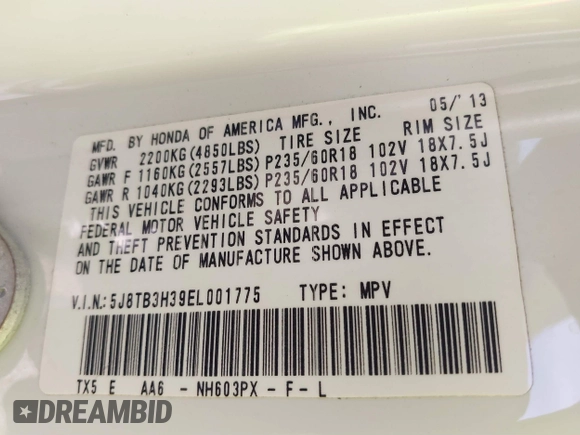 MFD. BY HONDA OF AMERICA MFG., INC. 05/'13
GVWR 2200KG(4850LBS) TIRE SIZE RIM SIZE
GAWR F 1160KG(2557LBS) P235/60R18 102V 18X7.5J
GAWR R 1040KG(2293LBS) P235/60R18 102V 18X7.5J
THIS VEHICLE CONFORMS TO ALL APPLICABLE
FEDERAL MOTOR VEHICLE SAFETY
AND THEFT PREVENTION STANDARDS IN EFFECT
ON THE DATE OF MANUFACTURE SHOWN ABOVE.
V.I.N.:5J8TB3H39EL001775 TYPE: MPV
TX5 E AA6 - NH603PX - F - L
DREAMBID